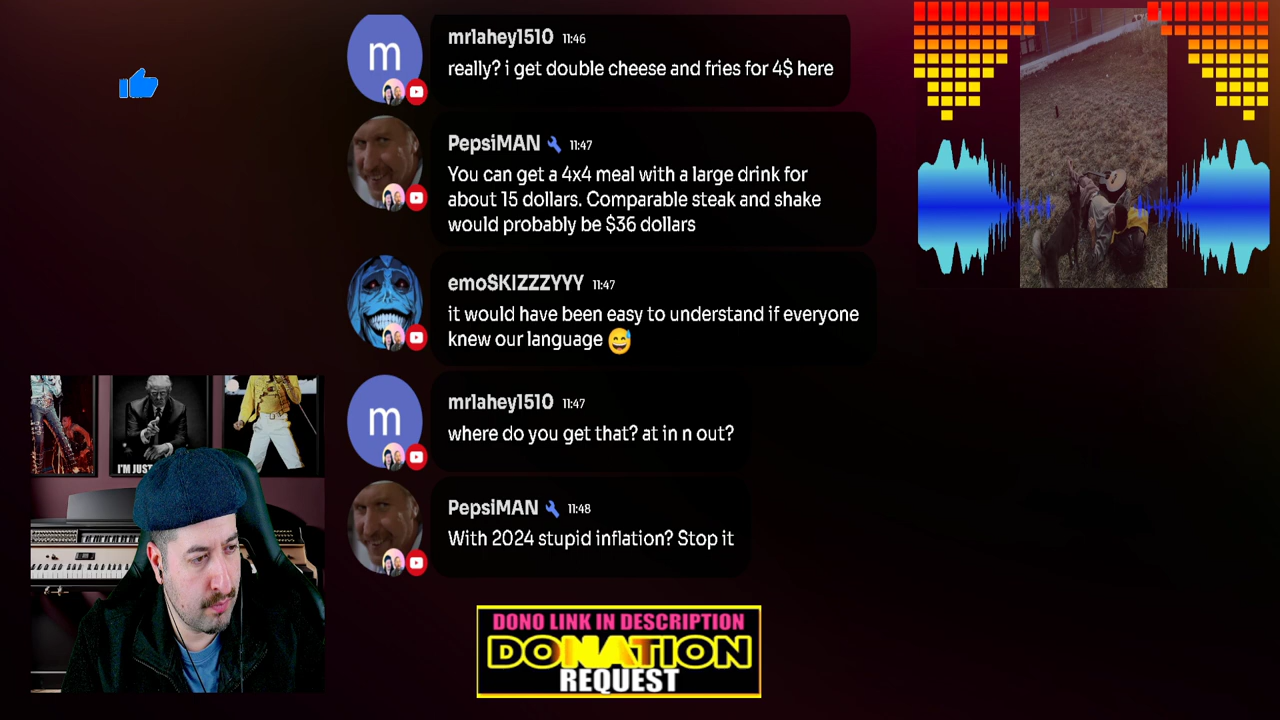 mrlahey1510 11:46
really? i get double cheese and fries for 4$ here
PepsiMAN 11:47
You can get a 4x4 meal with a large drink for
about 15 dollars. Comparable steak and shake
would probably be $36 dollars
emoSKIZZZYYY 11:47
it would have been easy to understand if everyone
knew our language 😅
mrlahey1510 11:47
where do you get that? at in n out?
PepsiMAN 11:48
With 2024 stupid inflation? Stop it
m
m
I'M JUST
DONO LINK IN DESCRIPTION
DONATION
REQUEST